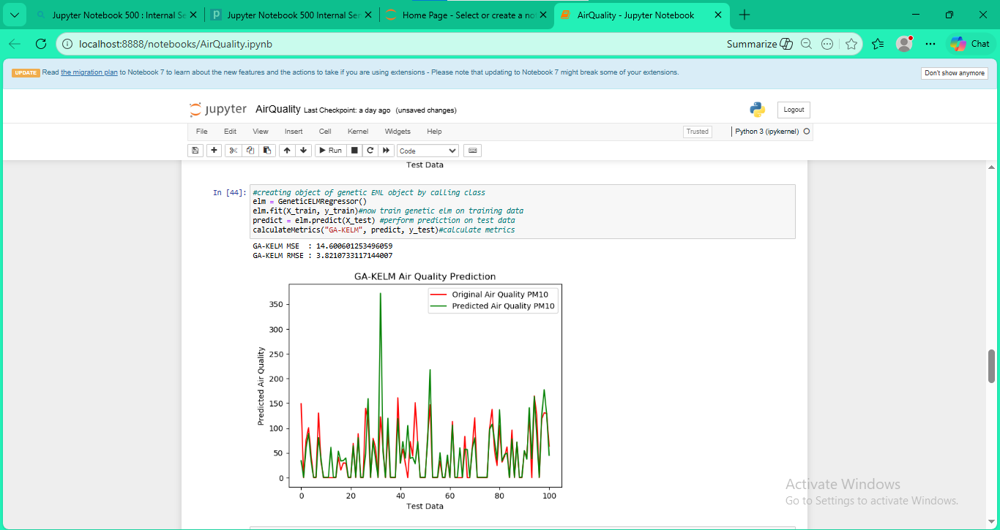 Jupyter Notebook 500 : Internal Se
Jupyter Notebook 500 Internal Ser
Home Page - Select or create a no
AirQuality - Jupyter Notebook
localhost:8888/notebooks/AirQuality.ipynb
Summarize
Chat
UPDATE Read the migration plan to Notebook 7 to learn about the new features and the actions to take if you are using extensions - Please note that updating to Notebook 7 might break some of your extensions.
Don't show anymore
jupyter AirQuality Last Checkpoint: a day ago (unsaved changes)
Logout
File Edit View Insert Cell Kernel Widgets Help
Trusted
Python 3 (ipykernel)
Run
Code
Test Data
In [44]: #creating object of genetic EML object by calling class
elm = GeneticELMRegressor()
elm.fit(X_train, y_train)#now train genetic elm on training data
predict = elm.predict(X_test) #perform prediction on test data
calculateMetrics("GA-KELM", predict, y_test)#calculate metrics
GA-KELM MSE : 14.600601253496059
GA-KELM RMSE : 3.8210733117144007
GA-KELM Air Quality Prediction
Original Air Quality PM10
Predicted Air Quality PM10
Predicted Air Quality
350
300
250
200
150
100
50
0
0 20 40 60 80 100
Test Data
Activate Windows
Go to Settings to activate Windows.